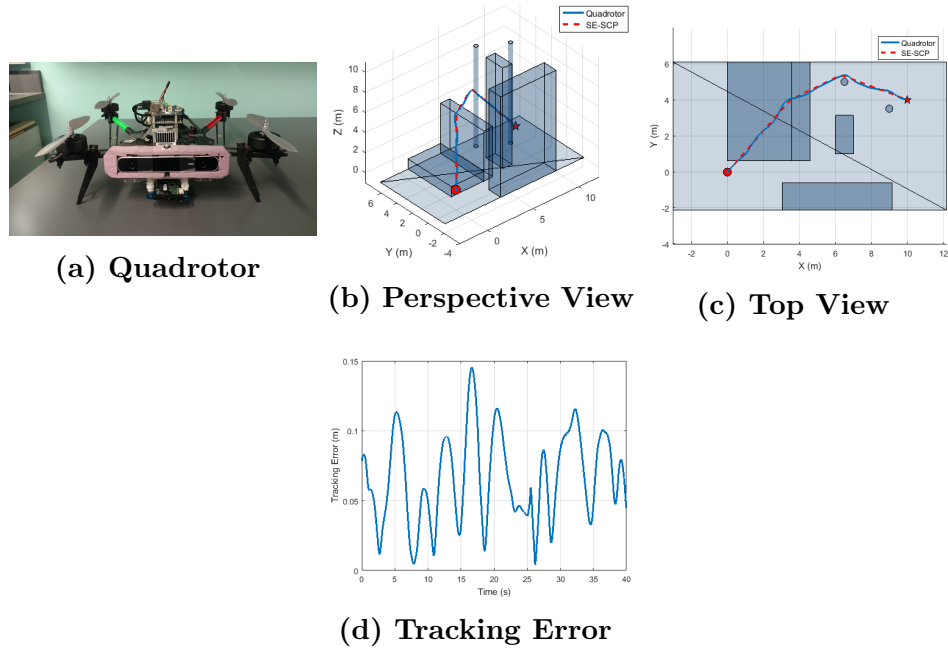 Quadrotor
SE-SCP
10
8
6
4
2
0
Z (m)
6
4
2
0
-2
-4
Y (m)
0
5
10
X (m)
(a) Quadrotor
(b) Perspective View
Quadrotor
SE-SCP
6
4
2
0
-2
-4
Y (m)
-2 0 2 4 6 8 10 12
X (m)
(c) Top View
0.15
0.1
0.05
0
Tracking Error (m)
0 5 10 15 20 25 30 35 40
Time (s)
(d) Tracking Error